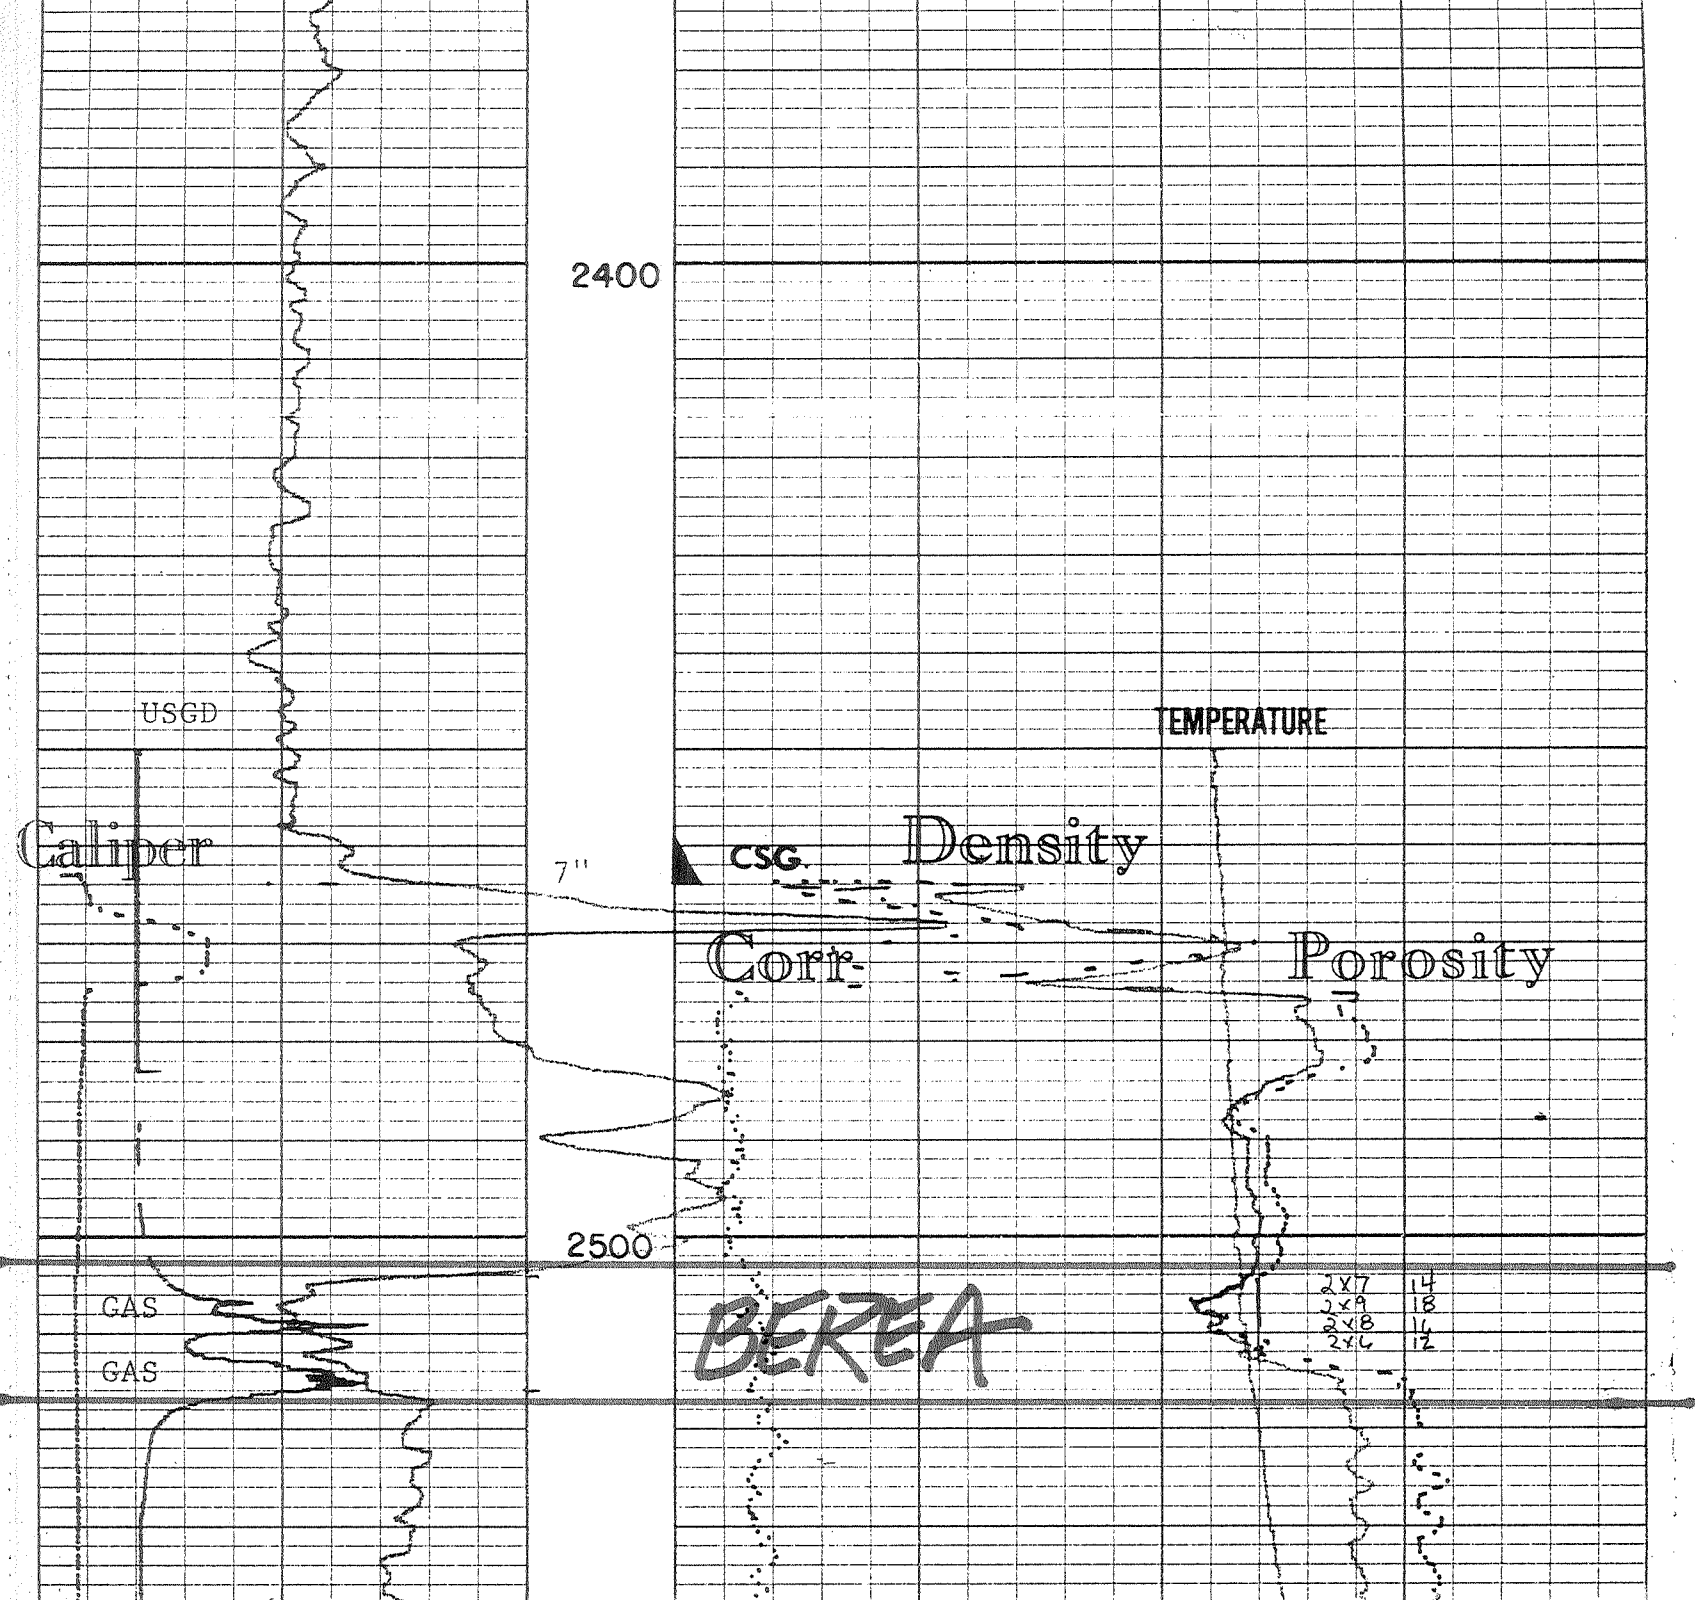 2400
USGD
TEMPERATURE
Caliper
7"
CSG.
Density
Corr.
Porosity
2500
GAS
GAS
BEREA
2x7 14
2x9 18
2x8 16
2x6 12